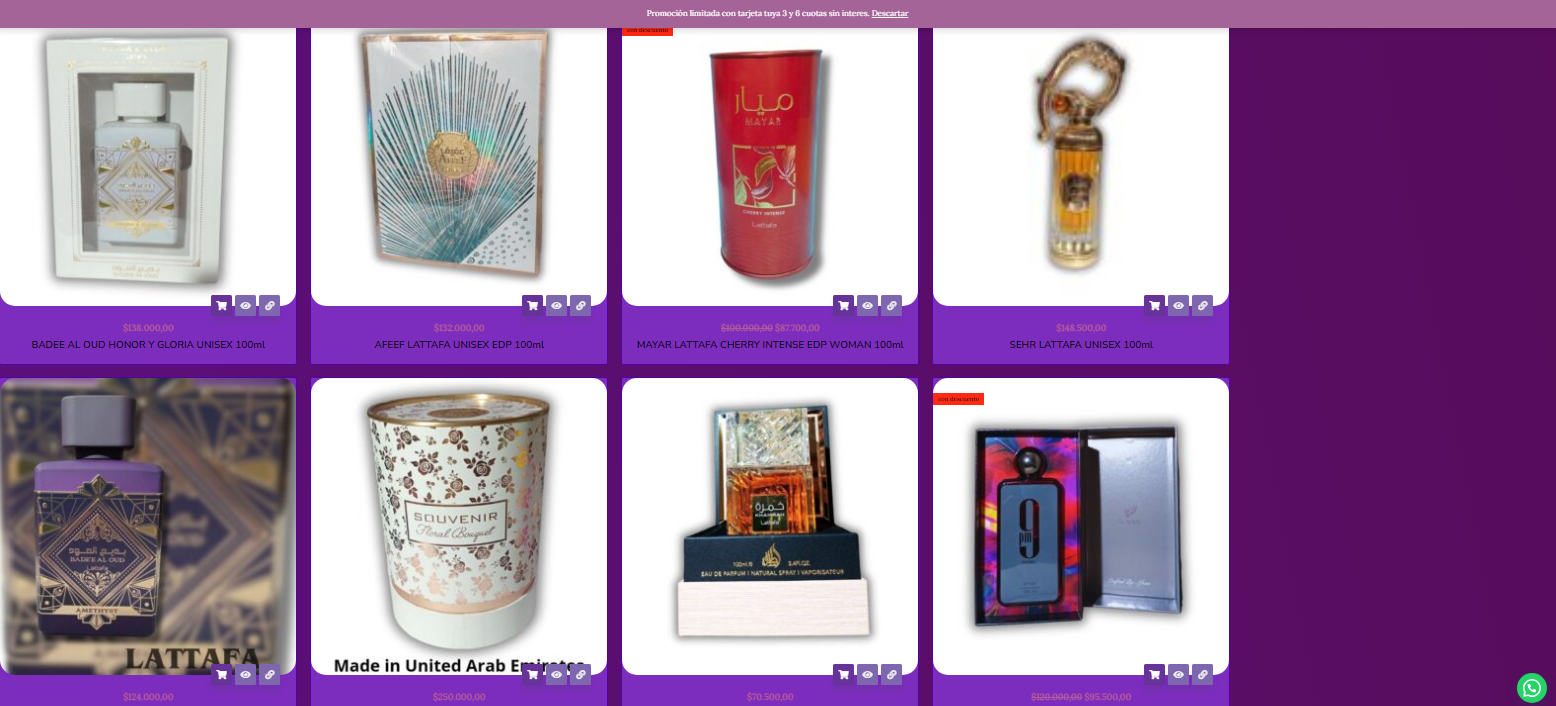 Promoción limitada con tarjeta tuya 3 y 6 cuotas sin interes. Descartar
con descuento
ميار
MAYAR
CHERRY INTENSE
Lattafa
AFEEF
$138.000,00
BADEE AL OUD HONOR Y GLORIA UNISEX 100ml
$132.000,00
AFEEF LATTAFA UNISEX EDP 100ml
$100.000,00 $87.700,00
MAYAR LATTAFA CHERRY INTENSE EDP WOMAN 100ml
$148.500,00
SEHR LATTAFA UNISEX 100ml
بديع العود
BADE'E AL OUD
Lattafa
AMETHYST
LATTAFA
$124.000,00
SOUVENIR
Floral Bouquet
Made in United Arab Emirates
$250.000,00
خمرة
KHAMRAH
Lattafa
100ml.℮ 3.4FL.OZ.
EAU DE PARFUM | NATURAL SPRAY | VAPORISATEUR
$70.500,00
con descuento
9
pm
$120.000,00 $95.500,00